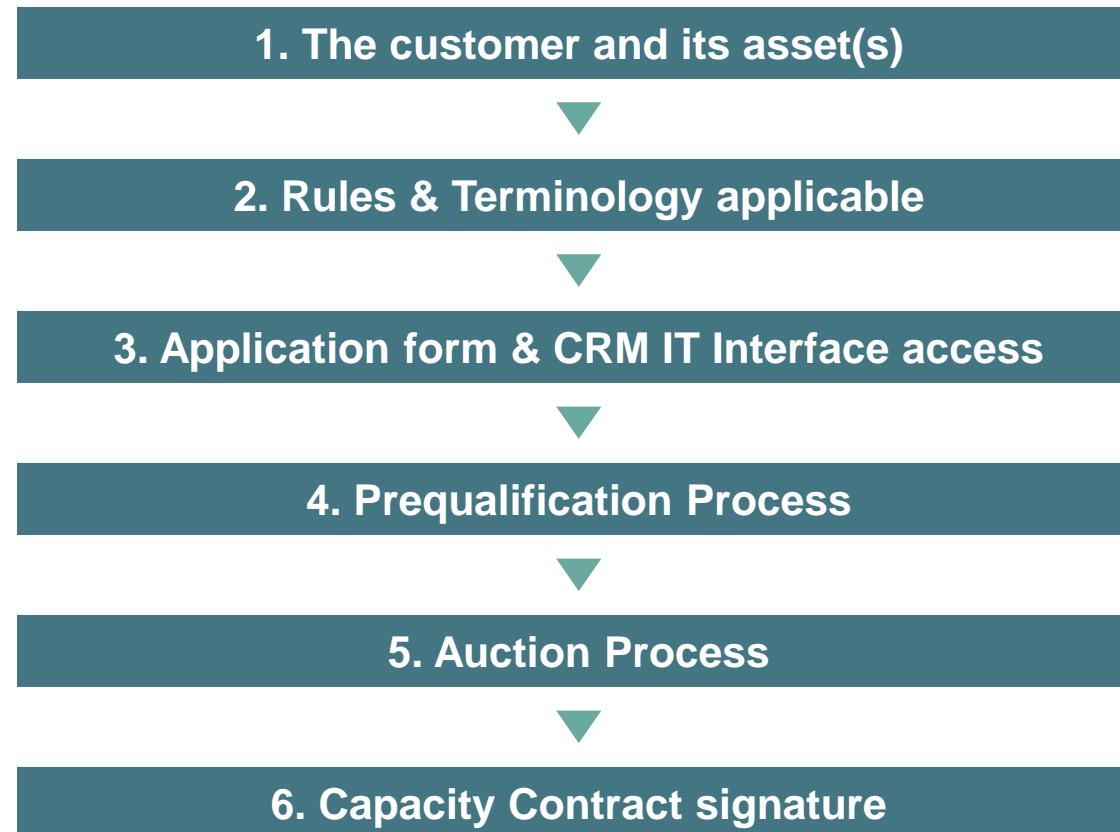 1. The customer and its asset(s)
2. Rules & Terminology applicable
3. Application form & CRM IT Interface access
4. Prequalification Process
5. Auction Process
6. Capacity Contract signature